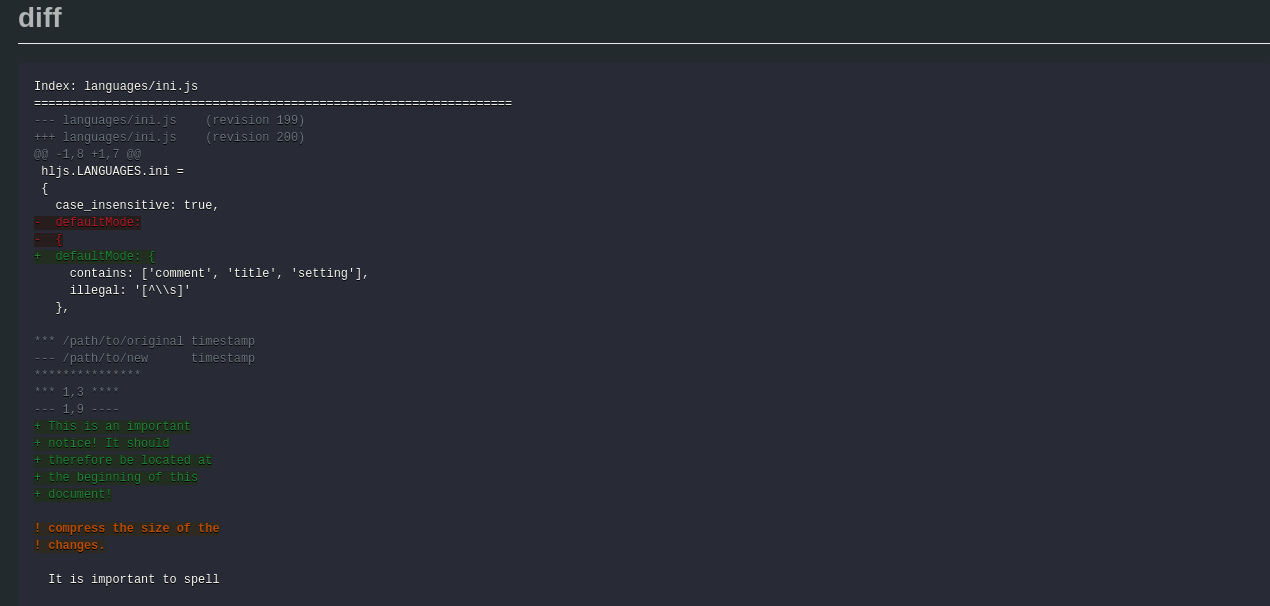 diff
Index: languages/ini.js
===================================================================
--- languages/ini.js    (revision 199)
+++ languages/ini.js    (revision 200)
@@ -1,8 +1,7 @@
 hljs.LANGUAGES.ini =
 {
   case_insensitive: true,
-  defaultMode:
-  {
+  defaultMode: {
     contains: ['comment', 'title', 'setting'],
     illegal: '[^\\s]'
   },
*** /path/to/original timestamp
--- /path/to/new      timestamp
***************
*** 1,3 ****
--- 1,9 ----
+ This is an important
+ notice! It should
+ therefore be located at
+ the beginning of this
+ document!
! compress the size of the
! changes.
  It is important to spell